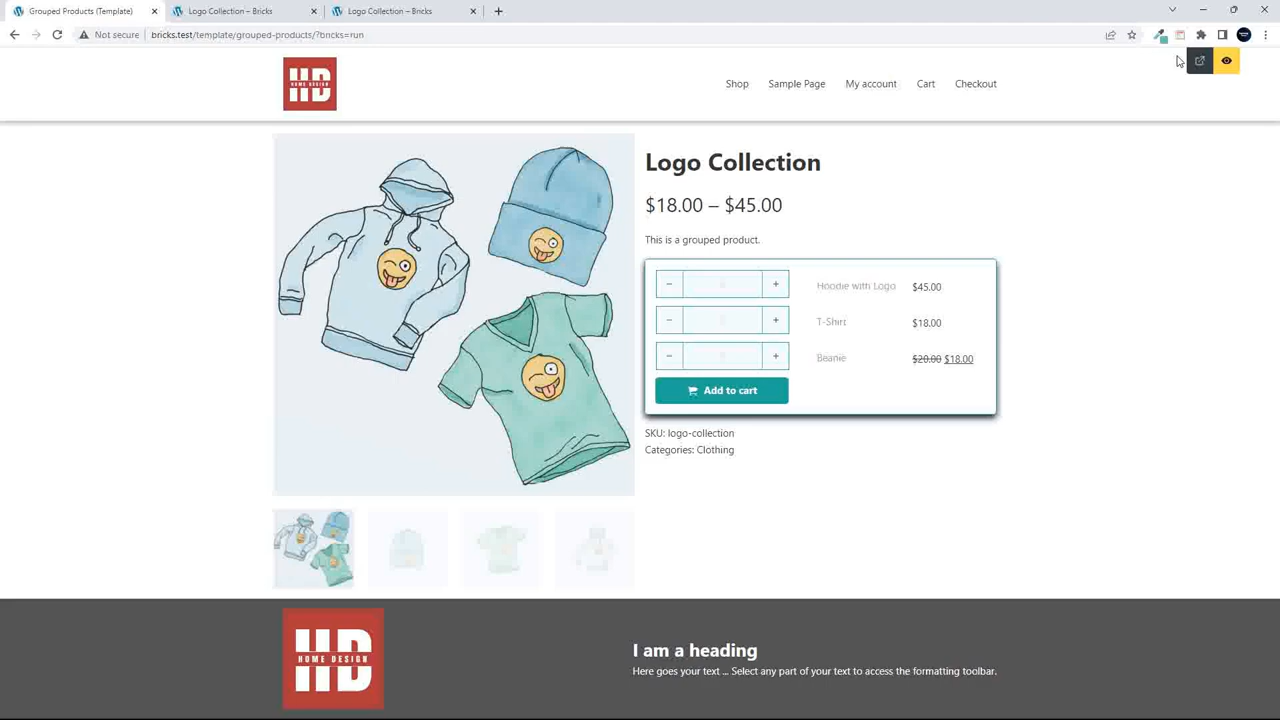 Grouped Products (Template)
Logo Collection – Bricks
Logo Collection – Bricks
Not secure
bricks.test/template/grouped-products/?bricks=run
HD
HOME DESIGN
Shop
Sample Page
My account
Cart
Checkout
Logo Collection
$18.00 – $45.00
This is a grouped product.
Hoodie with Logo
$45.00
T-Shirt
$18.00
Beanie
$20.00 $18.00
Add to cart
SKU: logo-collection
Categories: Clothing
HD
HOME DESIGN
I am a heading
Here goes your text ... Select any part of your text to access the formatting toolbar.